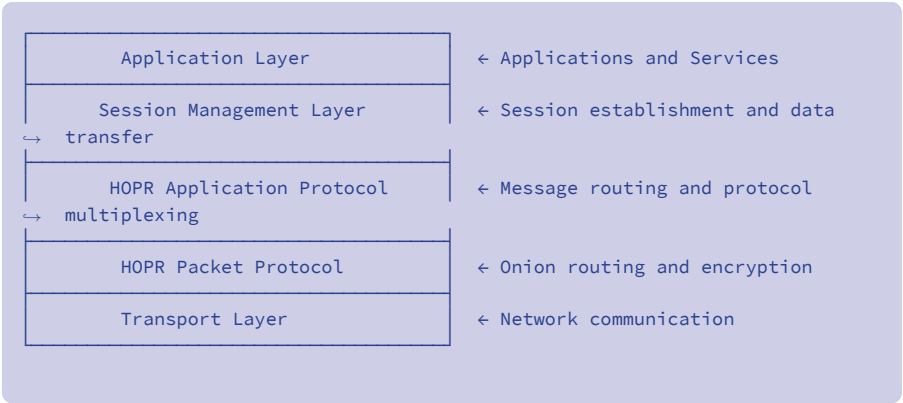 Application Layer ← Applications and Services
Session Management Layer ← Session establishment and data
↪ transfer
HOPR Application Protocol ← Message routing and protocol
↪ multiplexing
HOPR Packet Protocol ← Onion routing and encryption
Transport Layer ← Network communication